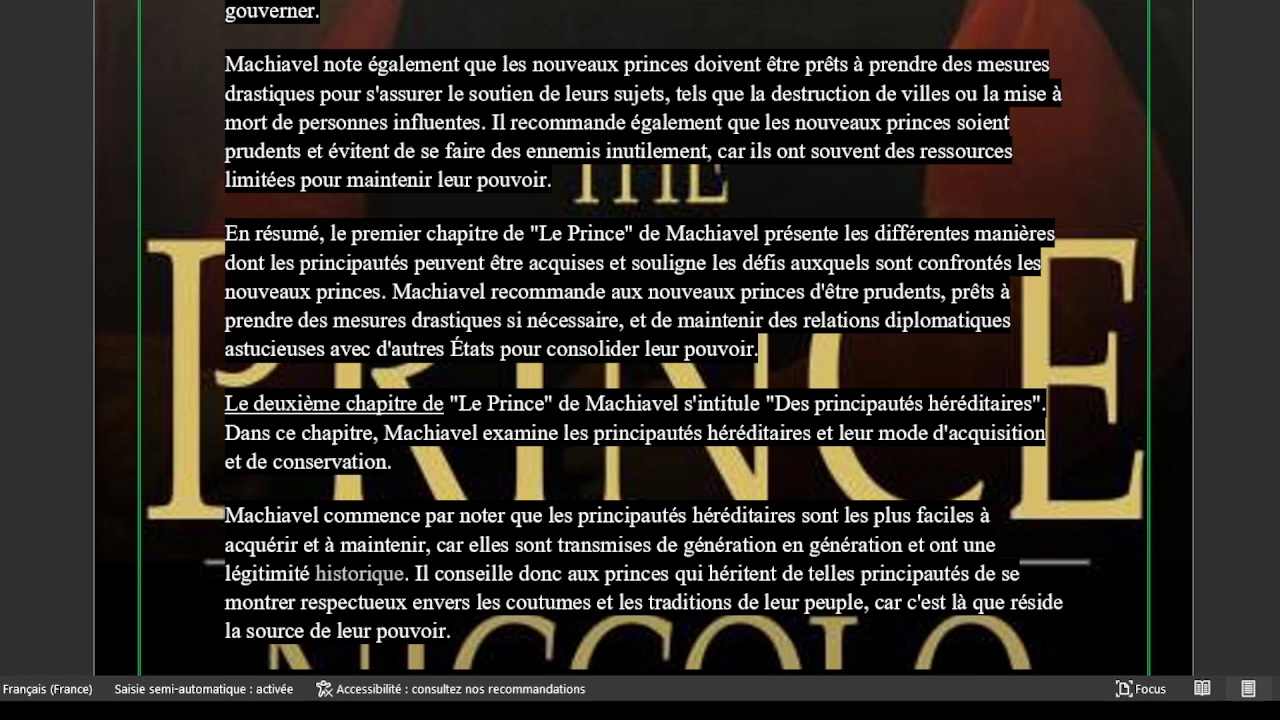 gouverner.
Machiavel note également que les nouveaux princes doivent être prêts à prendre des mesures
drastiques pour s'assurer le soutien de leurs sujets, tels que la destruction de villes ou la mise à
mort de personnes influentes. Il recommande également que les nouveaux princes soient
prudents et évitent de se faire des ennemis inutilement, car ils ont souvent des ressources
limitées pour maintenir leur pouvoir.
THE
En résumé, le premier chapitre de "Le Prince" de Machiavel présente les différentes manières
dont les principautés peuvent être acquises et souligne les défis auxquels sont confrontés les
nouveaux princes. Machiavel recommande aux nouveaux princes d'être prudents, prêts à
prendre des mesures drastiques si nécessaire, et de maintenir des relations diplomatiques
astucieuses avec d'autres États pour consolider leur pouvoir.
PRINCE
Le deuxième chapitre de "Le Prince" de Machiavel s'intitule "Des principautés héréditaires".
Dans ce chapitre, Machiavel examine les principautés héréditaires et leur mode d'acquisition
et de conservation.
Machiavel commence par noter que les principautés héréditaires sont les plus faciles à
acquérir et à maintenir, car elles sont transmises de génération en génération et ont une
légitimité historique. Il conseille donc aux princes qui héritent de telles principautés de se
montrer respectueux envers les coutumes et les traditions de leur peuple, car c'est là que réside
la source de leur pouvoir.
NICCOLO
Français (France) Saisie semi-automatique : activée Accessibilité : consultez nos recommandations Focus